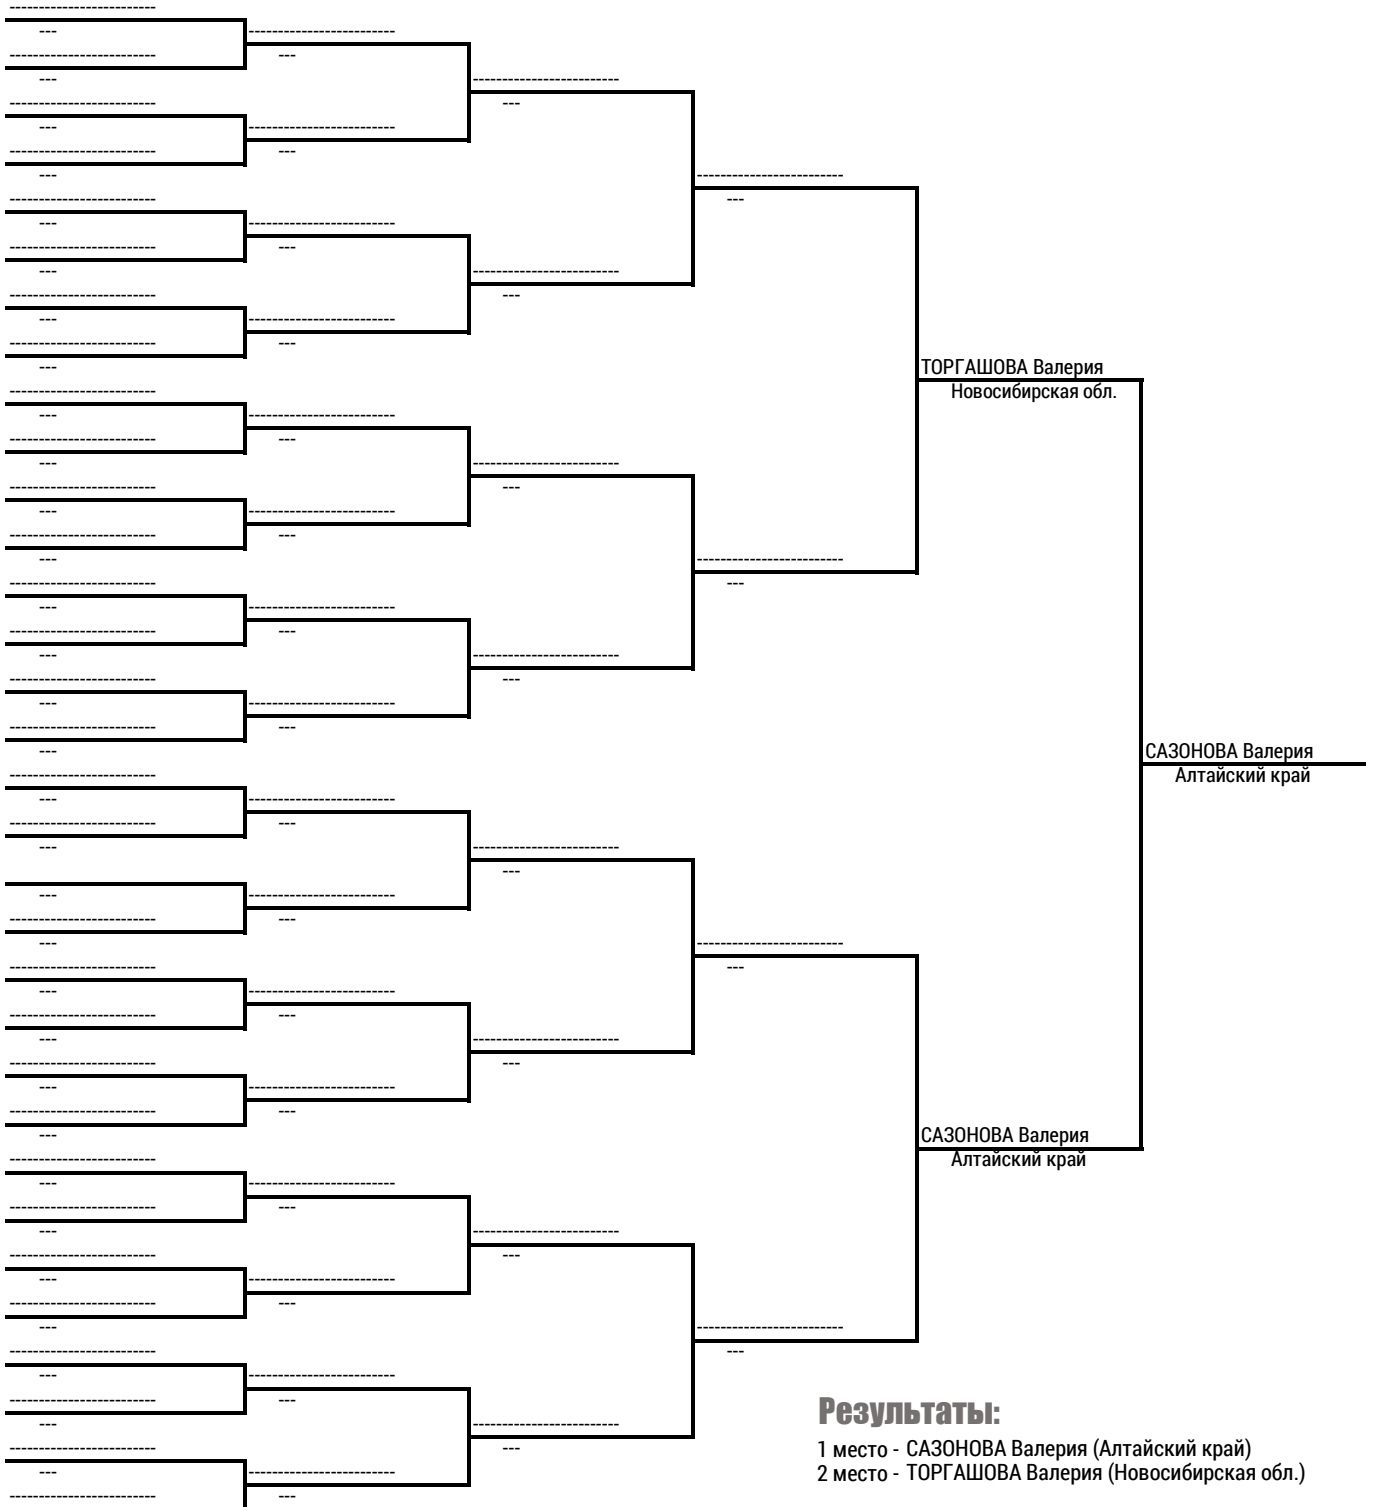 ТОРГАШОВА Валерия
Новосибирская обл.
САЗОНОВА Валерия
Алтайский край
САЗОНОВА Валерия
Алтайский край
Результаты:
1 место - САЗОНОВА Валерия (Алтайский край)
2 место - ТОРГАШОВА Валерия (Новосибирская обл.)